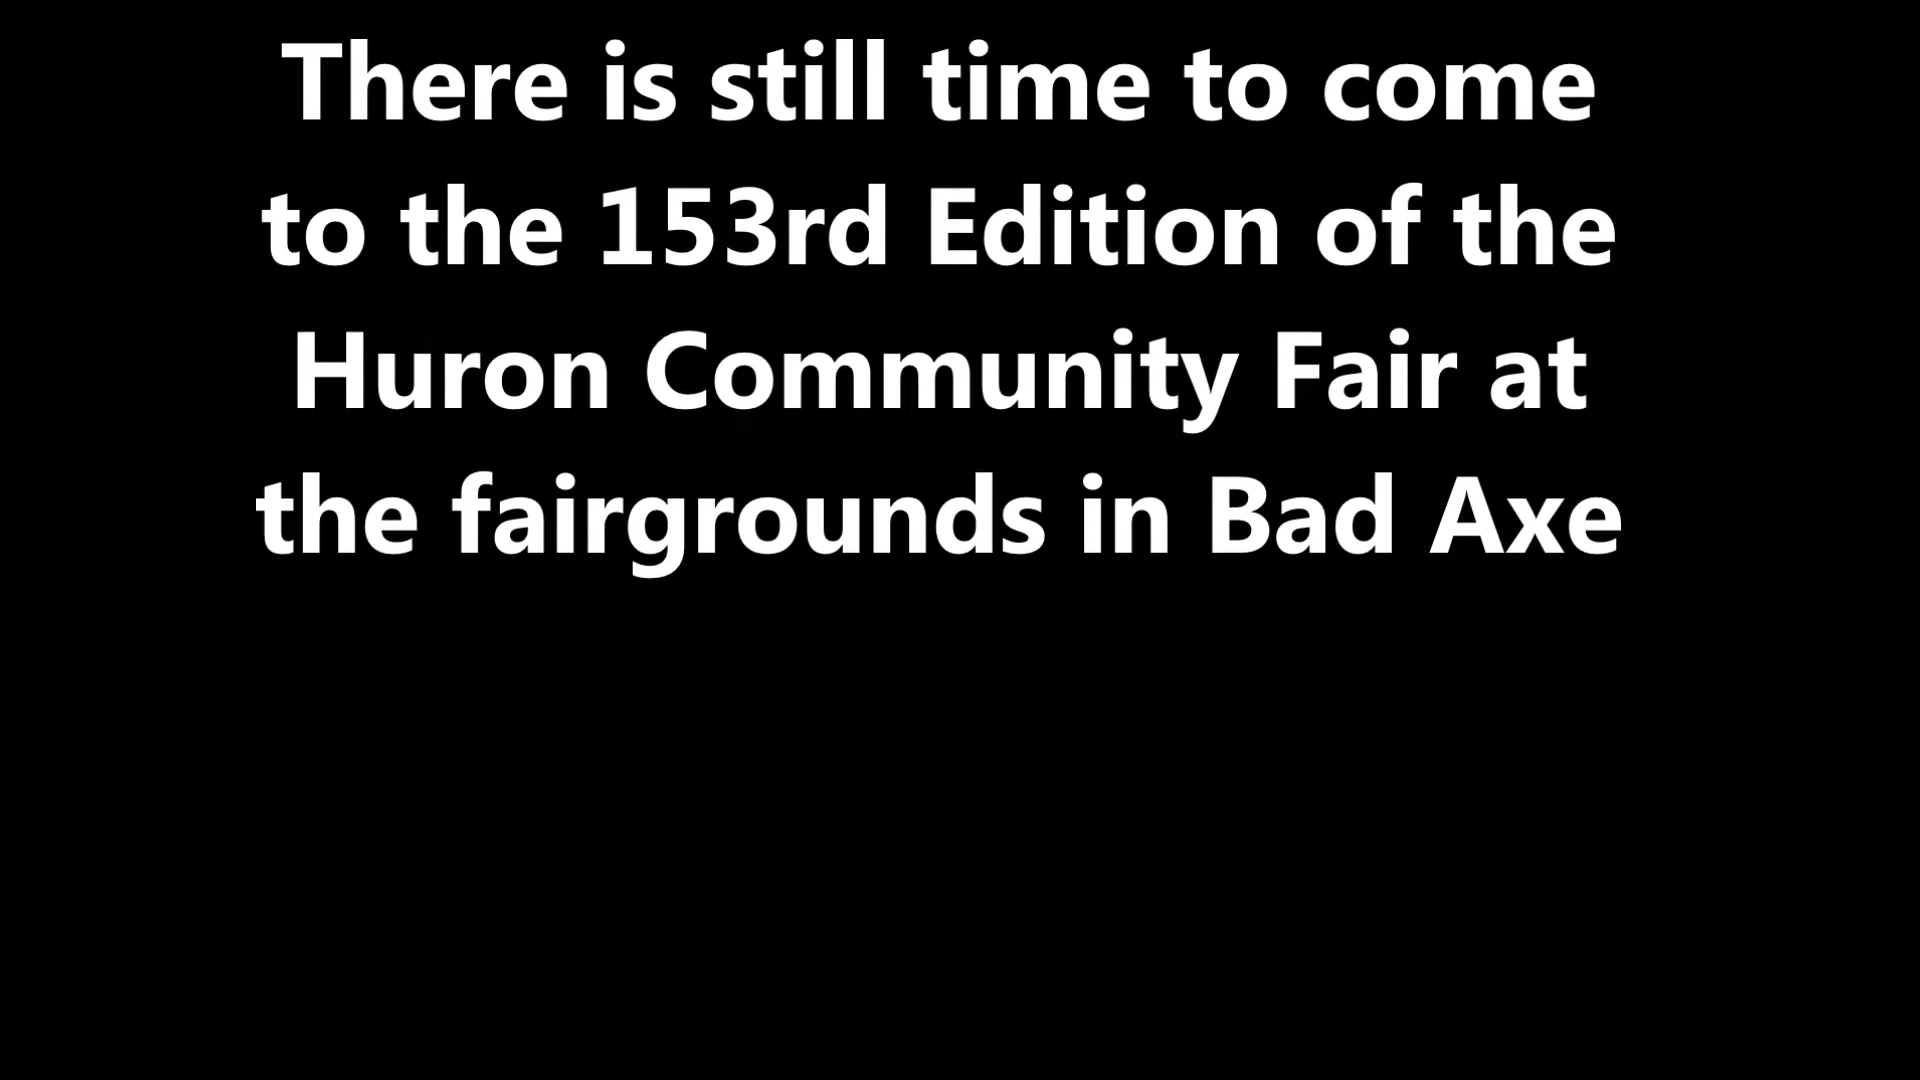 There is still time to come
to the 153rd Edition of the
Huron Community Fair at
the fairgrounds in Bad Axe